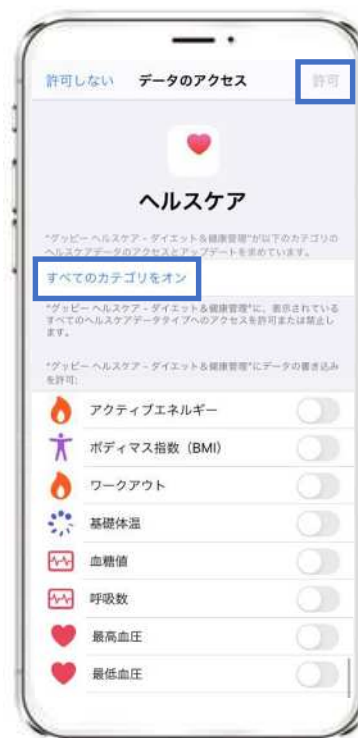 許可しない データのアクセス 許可
ヘルスケア
"グッピー ヘルスケア - ダイエット&健康管理"が以下のカテゴリの
ヘルスケアデータのアクセスとアップデートを求めています。
すべてのカテゴリをオン
"グッピー ヘルスケア - ダイエット&健康管理"に、表示されている
すべてのヘルスケアデータタイプへのアクセスを許可または禁止し
ます。
"グッピー ヘルスケア - ダイエット&健康管理"にデータの書き込み
を許可:
アクティブエネルギー
ボディマス指数（BMI）
ワークアウト
基礎体温
血糖値
呼吸数
最高血圧
最低血圧